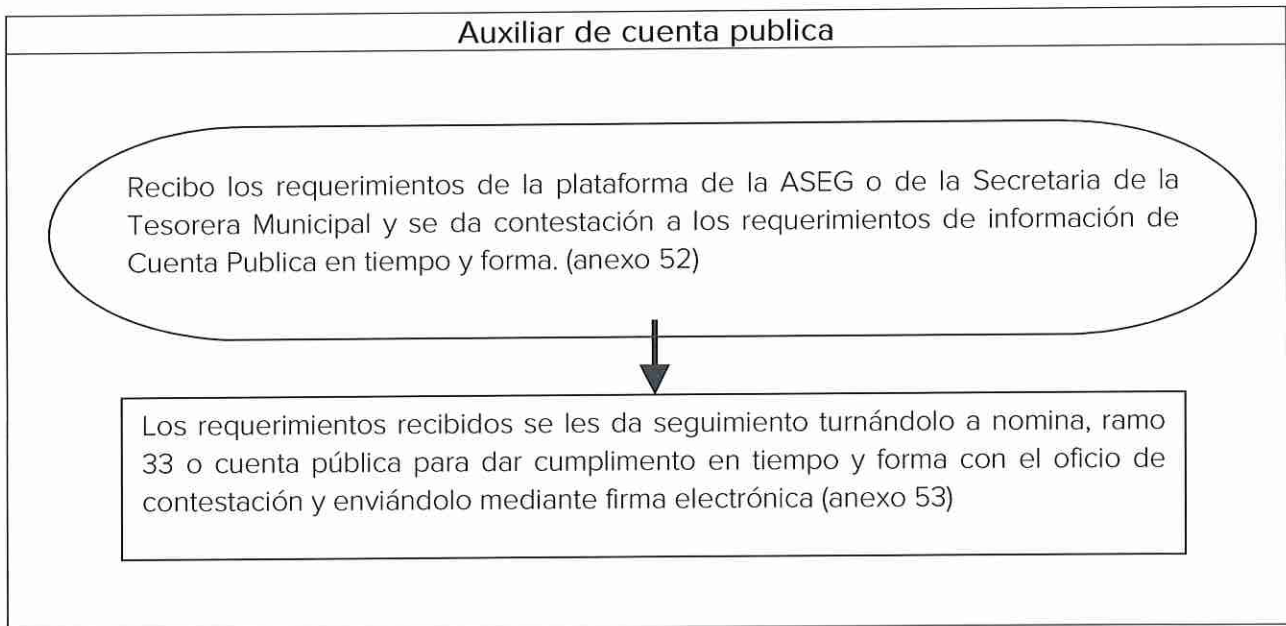 Auxiliar de cuenta publica
Recibo los requerimientos de la plataforma de la ASEG o de la Secretaria de la
Tesorera Municipal y se da contestación a los requerimientos de información de
Cuenta Publica en tiempo y forma. (anexo 52)
Los requerimientos recibidos se les da seguimiento turnándolo a nomina, ramo
33 o cuenta pública para dar cumplimento en tiempo y forma con el oficio de
contestación y enviándolo mediante firma electrónica (anexo 53)